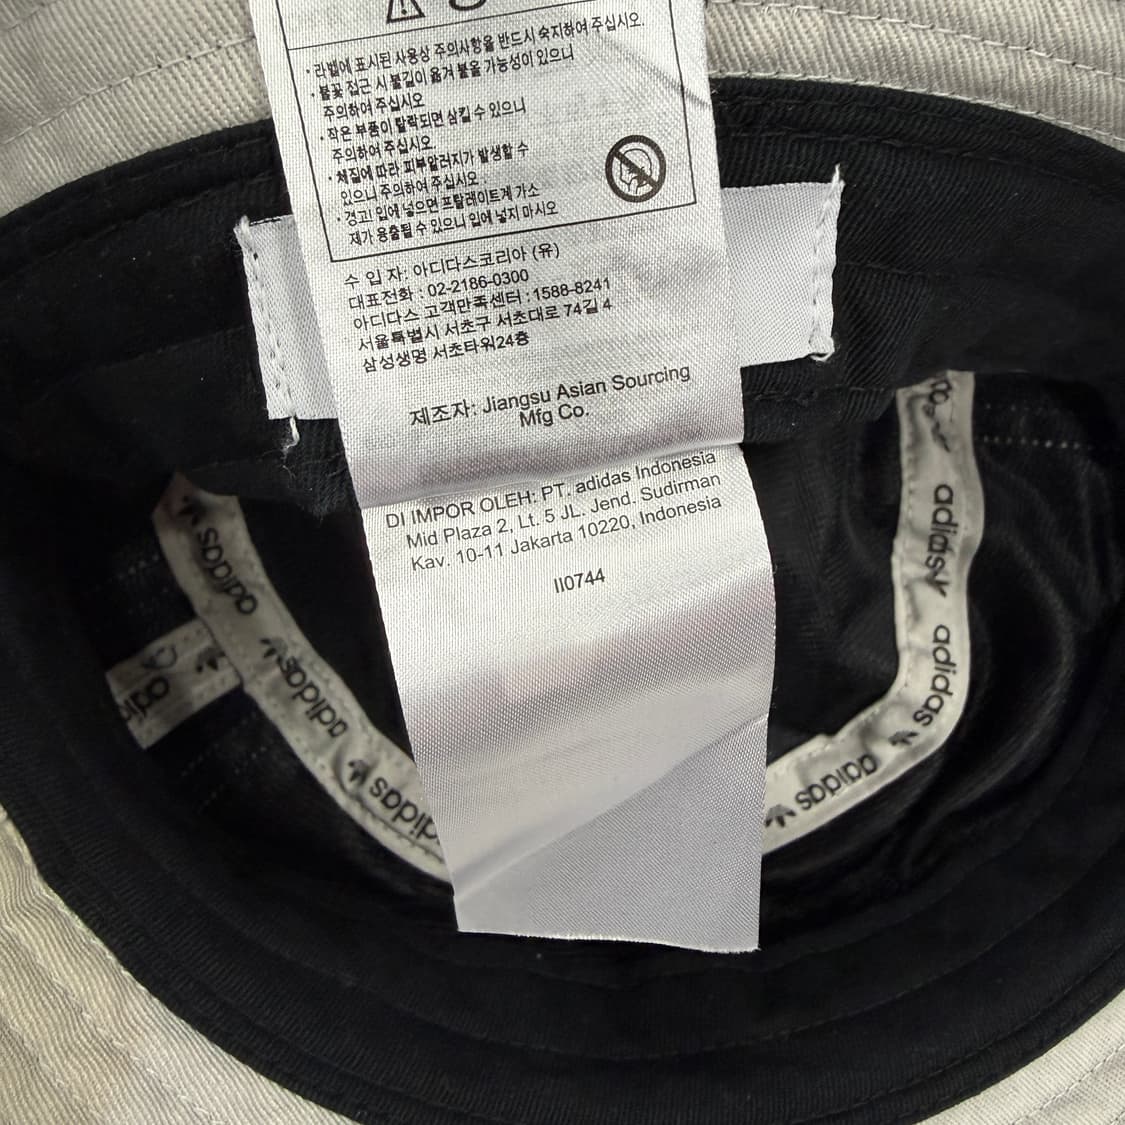 · 라벨에 표시된 사용상 주의사항을 반드시 숙지하여 주십시오.
· 불꽃 접근 시 불길이 옮겨 붙을 가능성이 있으니
주의하여 주십시오
· 작은 부품이 탈락되면 삼킬 수 있으니
주의하여 주십시오.
· 체질에 따라 피부알러지가 발생할 수
있으니 주의하여 주십시오
· 경고! 입에 넣으면 프탈레이트계 가소
제가 용출될 수 있으니 입에 넣지 마시오
수 입 자: 아디다스코리아 (유)
대표전화 : 02-2186-0300
아디다스 고객만족센터 : 1588-8241
서울특별시 서초구 서초대로 74길 4
삼성생명 서초타워24층
제조자: Jiangsu Asian Sourcing
Mfg Co.
DI IMPOR OLEH: PT. adidas Indonesia
Mid Plaza 2, Lt. 5 JL. Jend. Sudirman
Kav. 10-11 Jakarta 10220, Indonesia
II0744
adidas
adidas
adidas
adidas
adidas
adidas
adidas